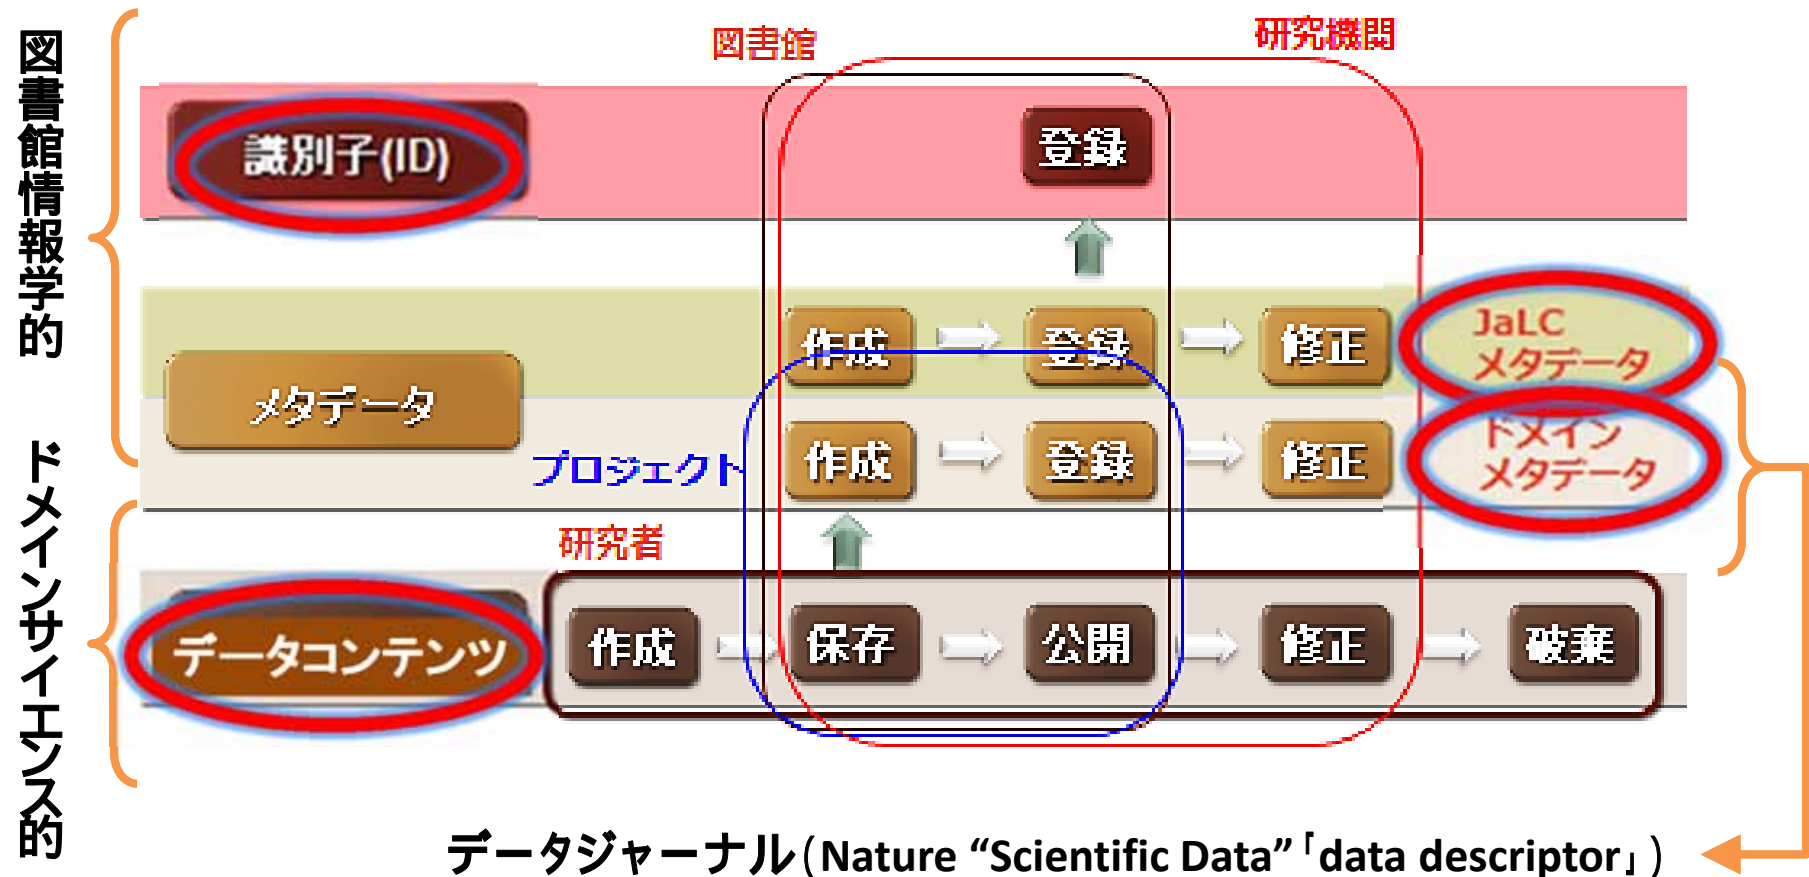 図書館情報学的
ドメインサイエンス的
図書館
研究機関
識別子(ID)
登録
作成
登録
修正
JaLC
メタデータ
メタデータ
プロジェクト
作成
登録
修正
ドメイン
メタデータ
研究者
データコンテンツ
作成
保存
公開
修正
破棄
データジャーナル(Nature “Scientific Data”「data descriptor」)